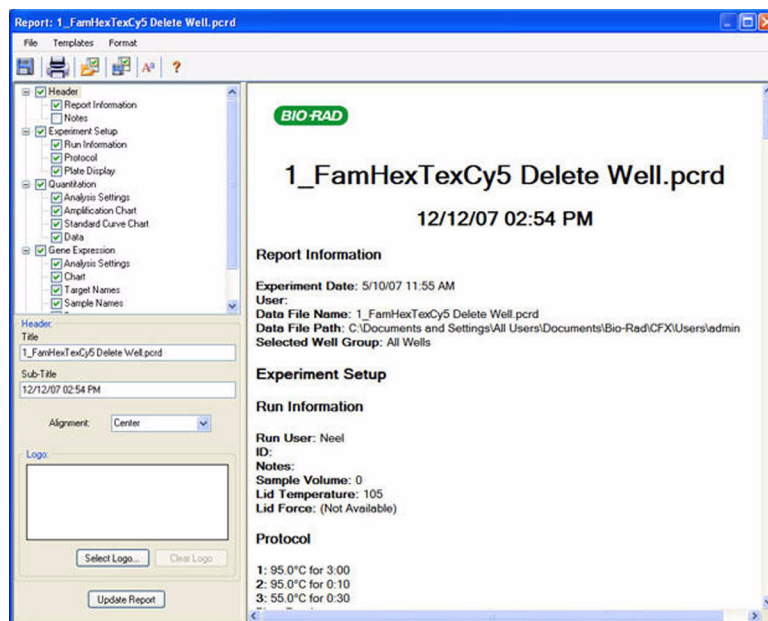 Report: 1_FamHexTexCy5 Delete Well.pcrd
File Templates Format
Header
Report Information
Notes
Experiment Setup
Run Information
Protocol
Plate Display
Quantitation
Analysis Settings
Amplification Chart
Standard Curve Chart
Data
Gene Expression
Analysis Settings
Chart
Target Names
Sample Names
Header:
Title
1_FamHexTexCy5 Delete Well.pcrd
Sub-Title
12/12/07 02:54 PM
Alignment: Center
Logo:
Select Logo... Clear Logo
Update Report
BIO-RAD
1_FamHexTexCy5 Delete Well.pcrd
12/12/07 02:54 PM
Report Information
Experiment Date: 5/10/07 11:55 AM
User:
Data File Name: 1_FamHexTexCy5 Delete Well.pcrd
Data File Path: C:\Documents and Settings\All Users\Documents\Bio-Rad\CFX\Users\admin
Selected Well Group: All Wells
Experiment Setup
Run Information
Run User: Neel
ID:
Notes:
Sample Volume: 0
Lid Temperature: 105
Lid Force: (Not Available)
Protocol
1: 95.0°C for 3:00
2: 95.0°C for 0:10
3: 55.0°C for 0:30